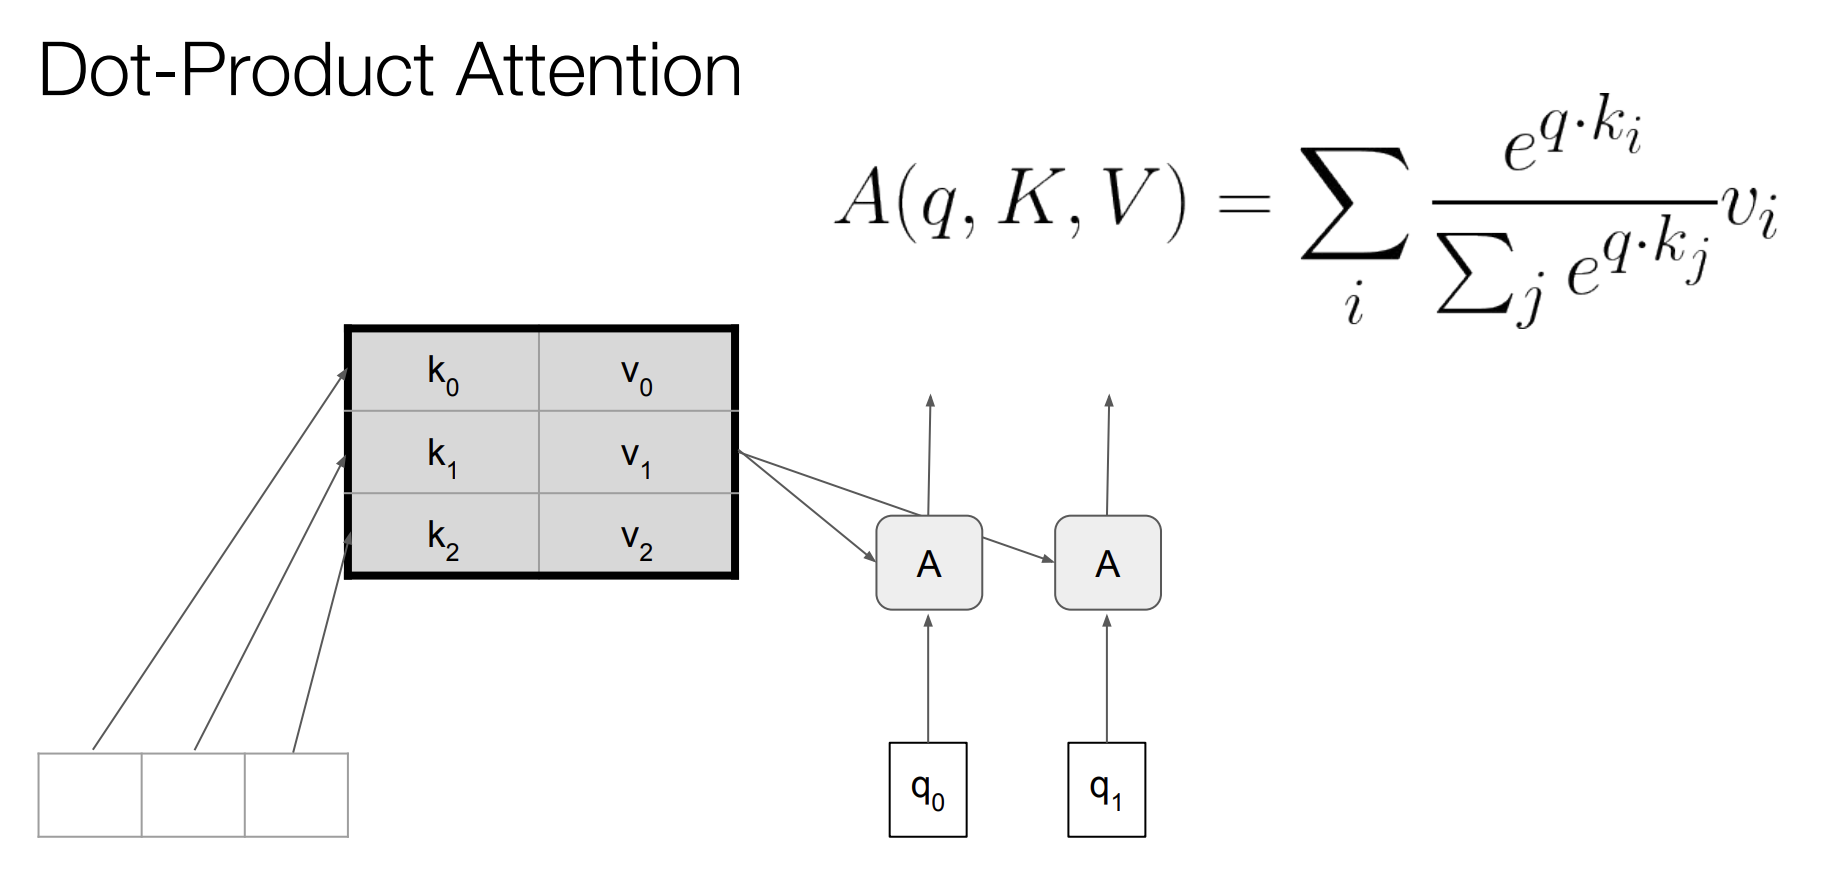 Dot-Product Attention
A(q, K, V) = \sum_i \frac{e^{q \cdot k_i}}{\sum_j e^{q \cdot k_j}} v_i
k_0 v_0
k_1 v_1
k_2 v_2
A A
q_0 q_1